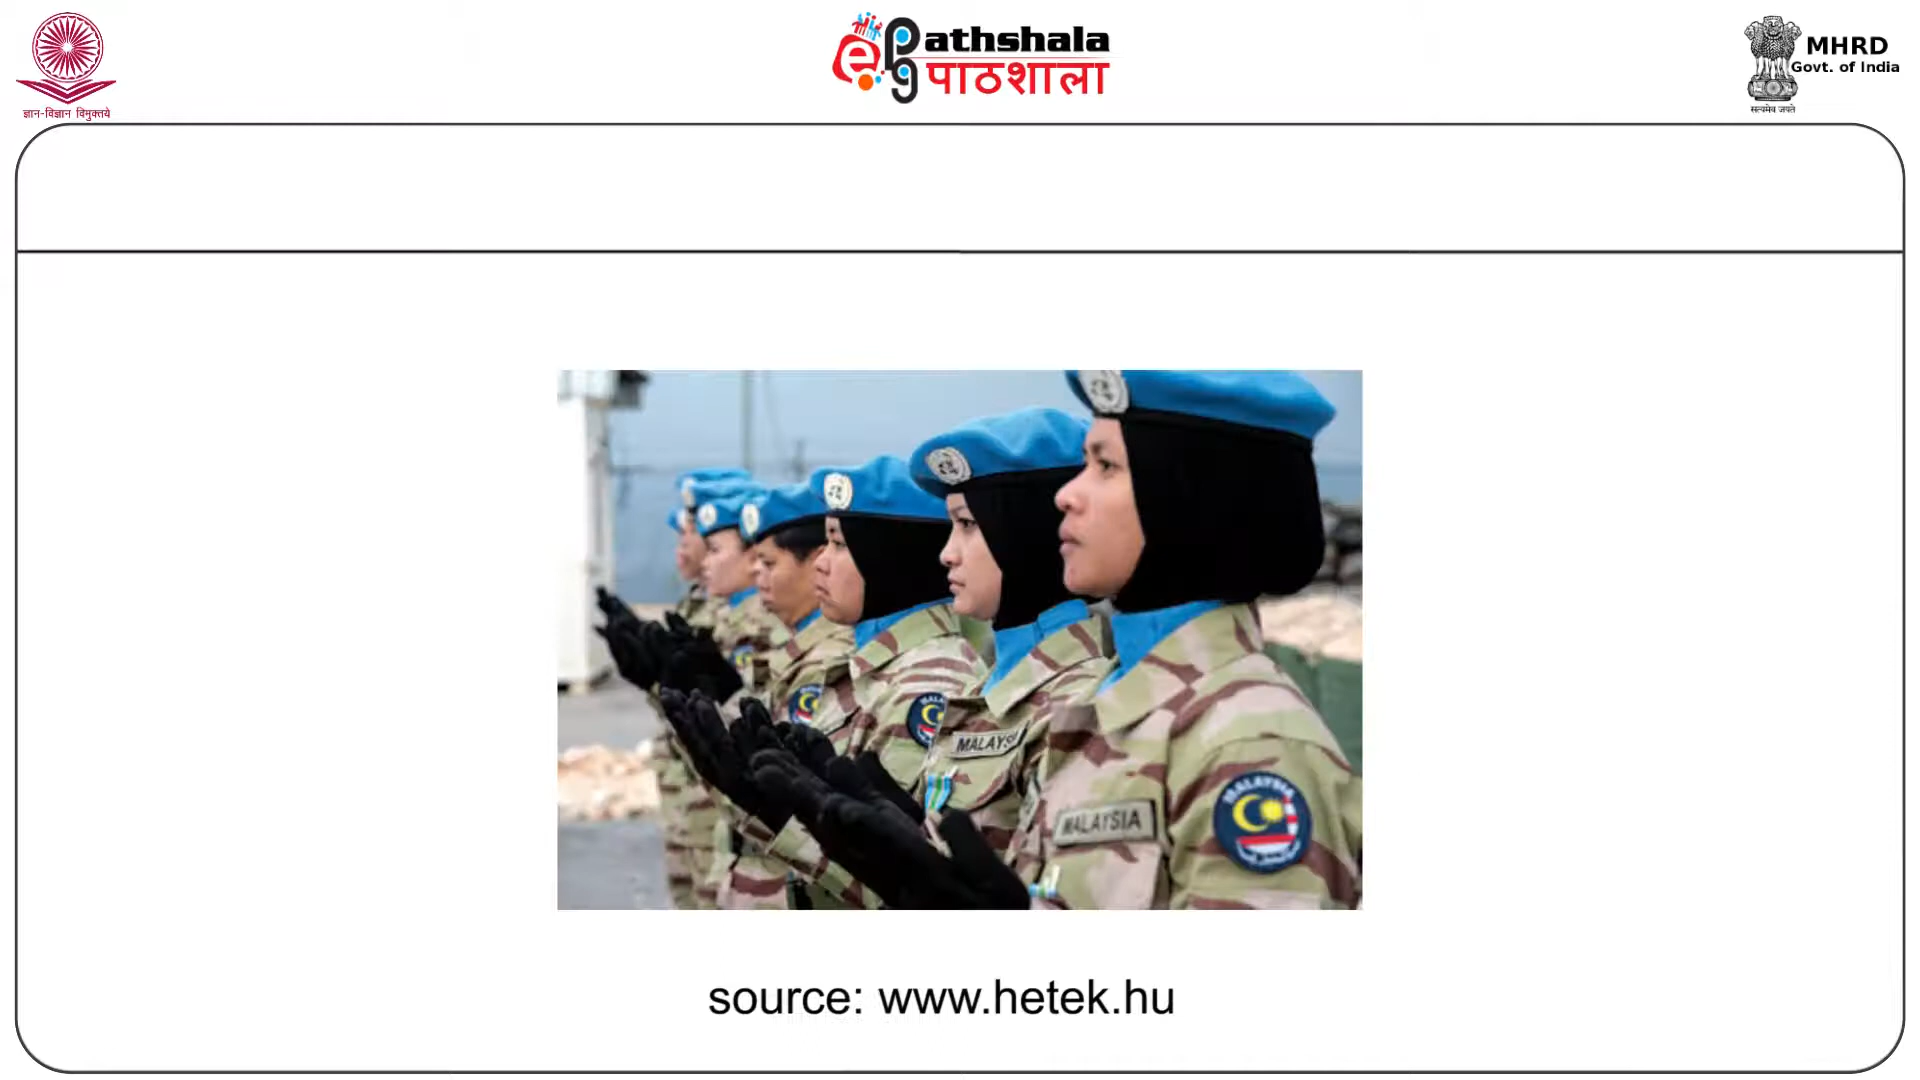 ज्ञान-विज्ञान विमुक्तये
ePathshala
पाठशाला
MHRD
Govt. of India
सत्यमेव जयते
MALAYSIA
MALAYSIA
source: www.hetek.hu